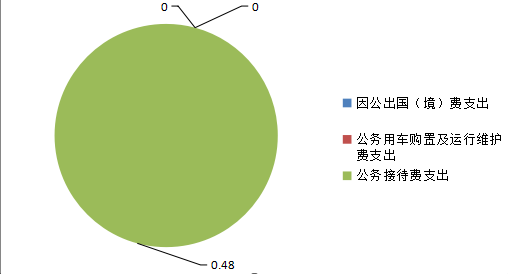 0
0
因公出国（境）费支出
公务用车购置及运行维护
费支出
公务接待费支出
0.48